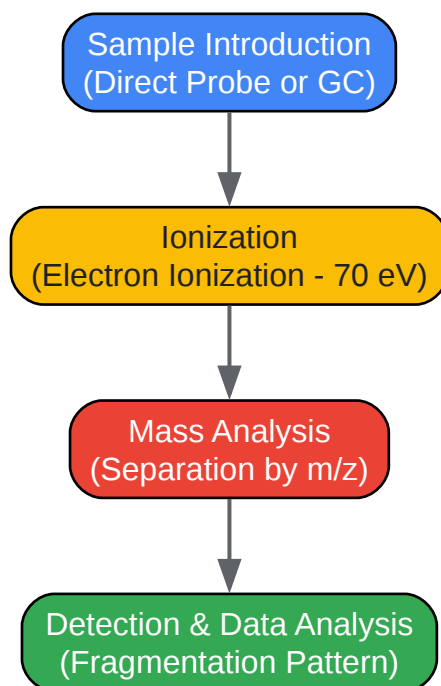 Sample Introduction
(Direct Probe or GC)
Ionization
(Electron Ionization - 70 eV)
Mass Analysis
(Separation by m/z)
Detection & Data Analysis
(Fragmentation Pattern)